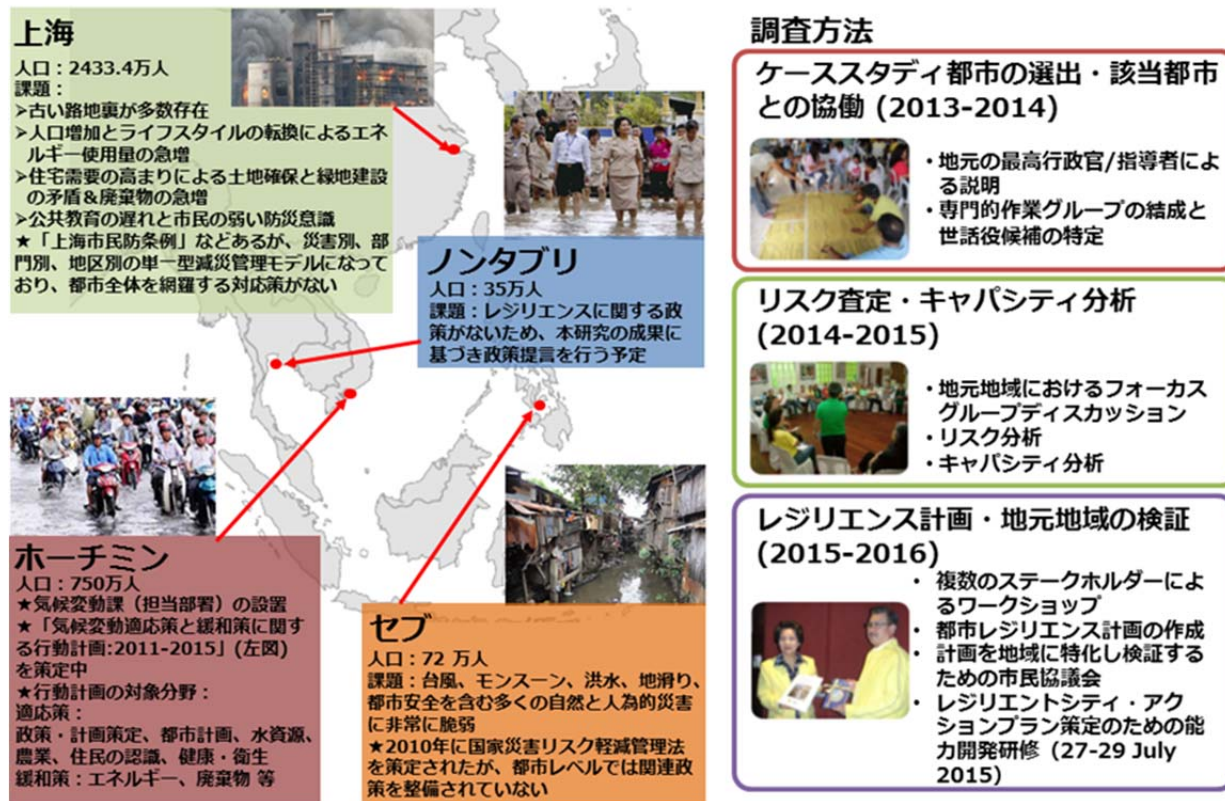 上海
人口：2433.4万人
課題：
➢古い路地裏が多数存在
➢人口増加とライフスタイルの転換によるエネ
ルギー使用量の急増
➢住宅需要の高まりによる土地確保と緑地建設
の矛盾＆廃棄物の急増
➢公共教育の遅れと市民の弱い防災意識
★「上海市民防条例」などあるが、災害別、部
門別、地区別の単一型減災管理モデルになって
おり、都市全体を網羅する対応策がない
ノンタブリ
人口：35万人
課題：レジリエンスに関する政
策がないため、本研究の成果に
基づき政策提言を行う予定
ホーチミン
人口：750万人
★気候変動課（担当部署）の設置
★「気候変動適応策と緩和策に関す
る行動計画:2011-2015」(左図)
を策定中
★行動計画の対象分野：
適応策：
政策・計画策定、都市計画、水資源、
農業、住民の認識、健康・衛生
緩和策：エネルギー、廃棄物 等
セブ
人口：72 万人
課題：台風、モンスーン、洪水、地滑り、
都市安全を含む多くの自然と人為的災害
に非常に脆弱
★2010年に国家災害リスク軽減管理法
を策定されたが、都市レベルでは関連政
策を整備されていない
調査方法
ケーススタディ都市の選出・該当都市
との協働 (2013-2014)
・地元の最高行政官/指導者によ
る説明
・専門的作業グループの結成と
世話役候補の特定
リスク査定・キャパシティ分析
(2014-2015)
・地元地域におけるフォーカス
グループディスカッション
・リスク分析
・キャパシティ分析
レジリエンス計画・地元地域の検証
(2015-2016)
• 複数のステークホルダーによ
るワークショップ
• 都市レジリエンス計画の作成
• 計画を地域に特化し検証する
ための市民協議会
• レジリエントシティ・アク
ションプラン策定のための能
力開発研修 (27-29 July
2015)